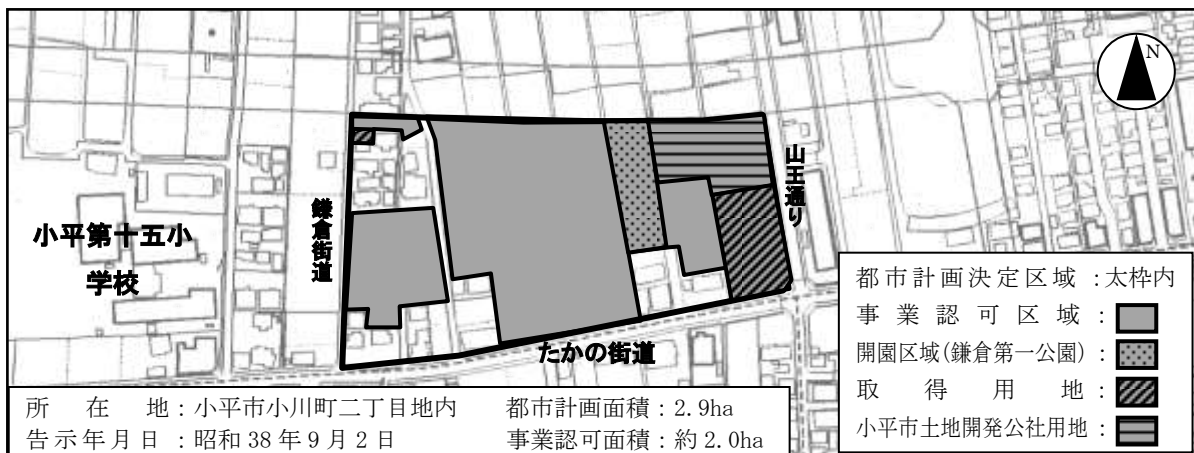 N
山王通り
鎌倉街道
小平第十五小
学校
たかの街道
都市計画決定区域：太枠内
事業認可区域：
開園区域(鎌倉第一公園)：
取得用地：
小平市土地開発公社用地：
所在地：小平市小川町二丁目地内 都市計画面積：2.9ha
告示年月日：昭和38年9月2日 事業認可面積：約2.0ha